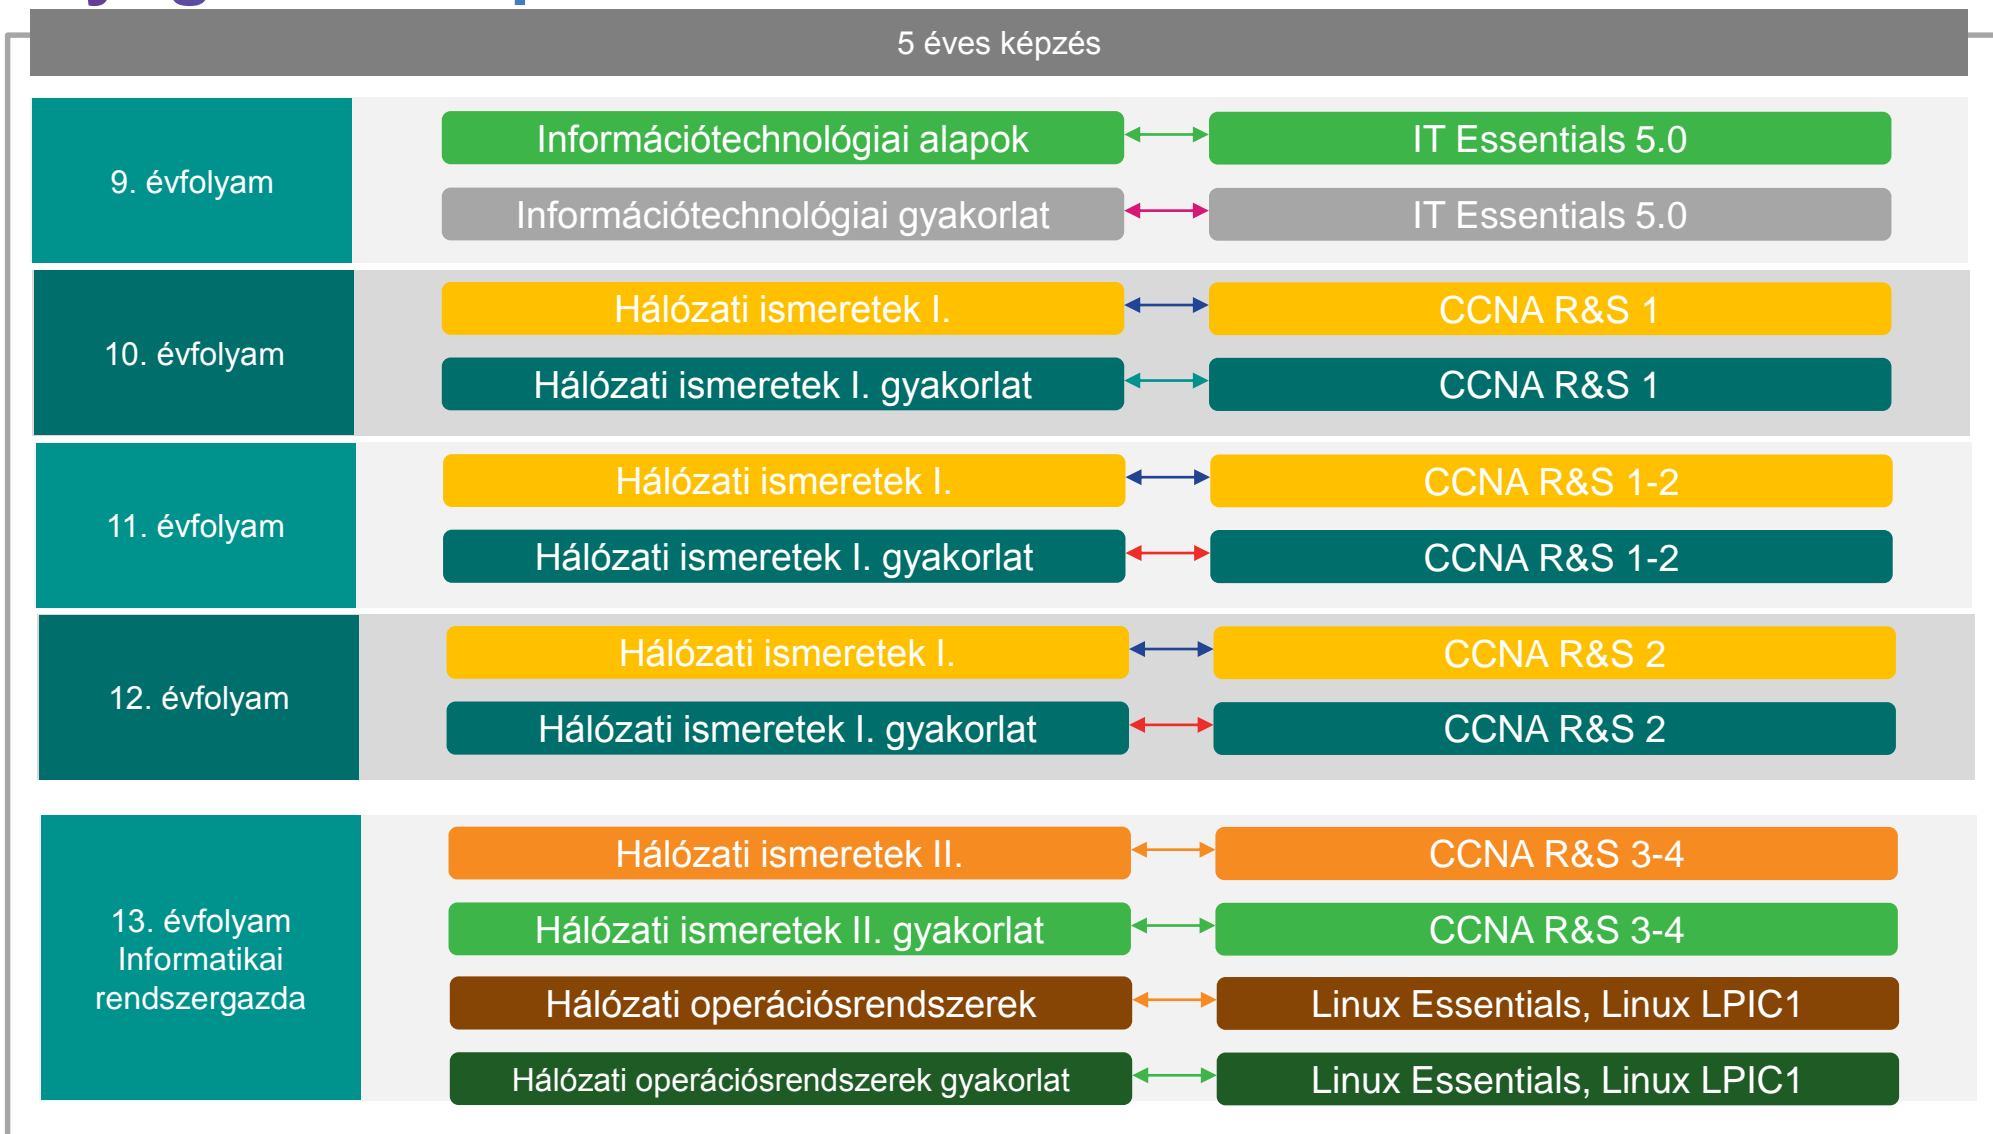 5 éves képzés
9. évfolyam
Információtechnológiai alapok
IT Essentials 5.0
Információtechnológiai gyakorlat
IT Essentials 5.0
10. évfolyam
Hálózati ismeretek I.
CCNA R&S 1
Hálózati ismeretek I. gyakorlat
CCNA R&S 1
11. évfolyam
Hálózati ismeretek I.
CCNA R&S 1-2
Hálózati ismeretek I. gyakorlat
CCNA R&S 1-2
12. évfolyam
Hálózati ismeretek I.
CCNA R&S 2
Hálózati ismeretek I. gyakorlat
CCNA R&S 2
13. évfolyam
Informatikai
rendszergazda
Hálózati ismeretek II.
CCNA R&S 3-4
Hálózati ismeretek II. gyakorlat
CCNA R&S 3-4
Hálózati operációsrendszerek
Linux Essentials, Linux LPIC1
Hálózati operációsrendszerek gyakorlat
Linux Essentials, Linux LPIC1